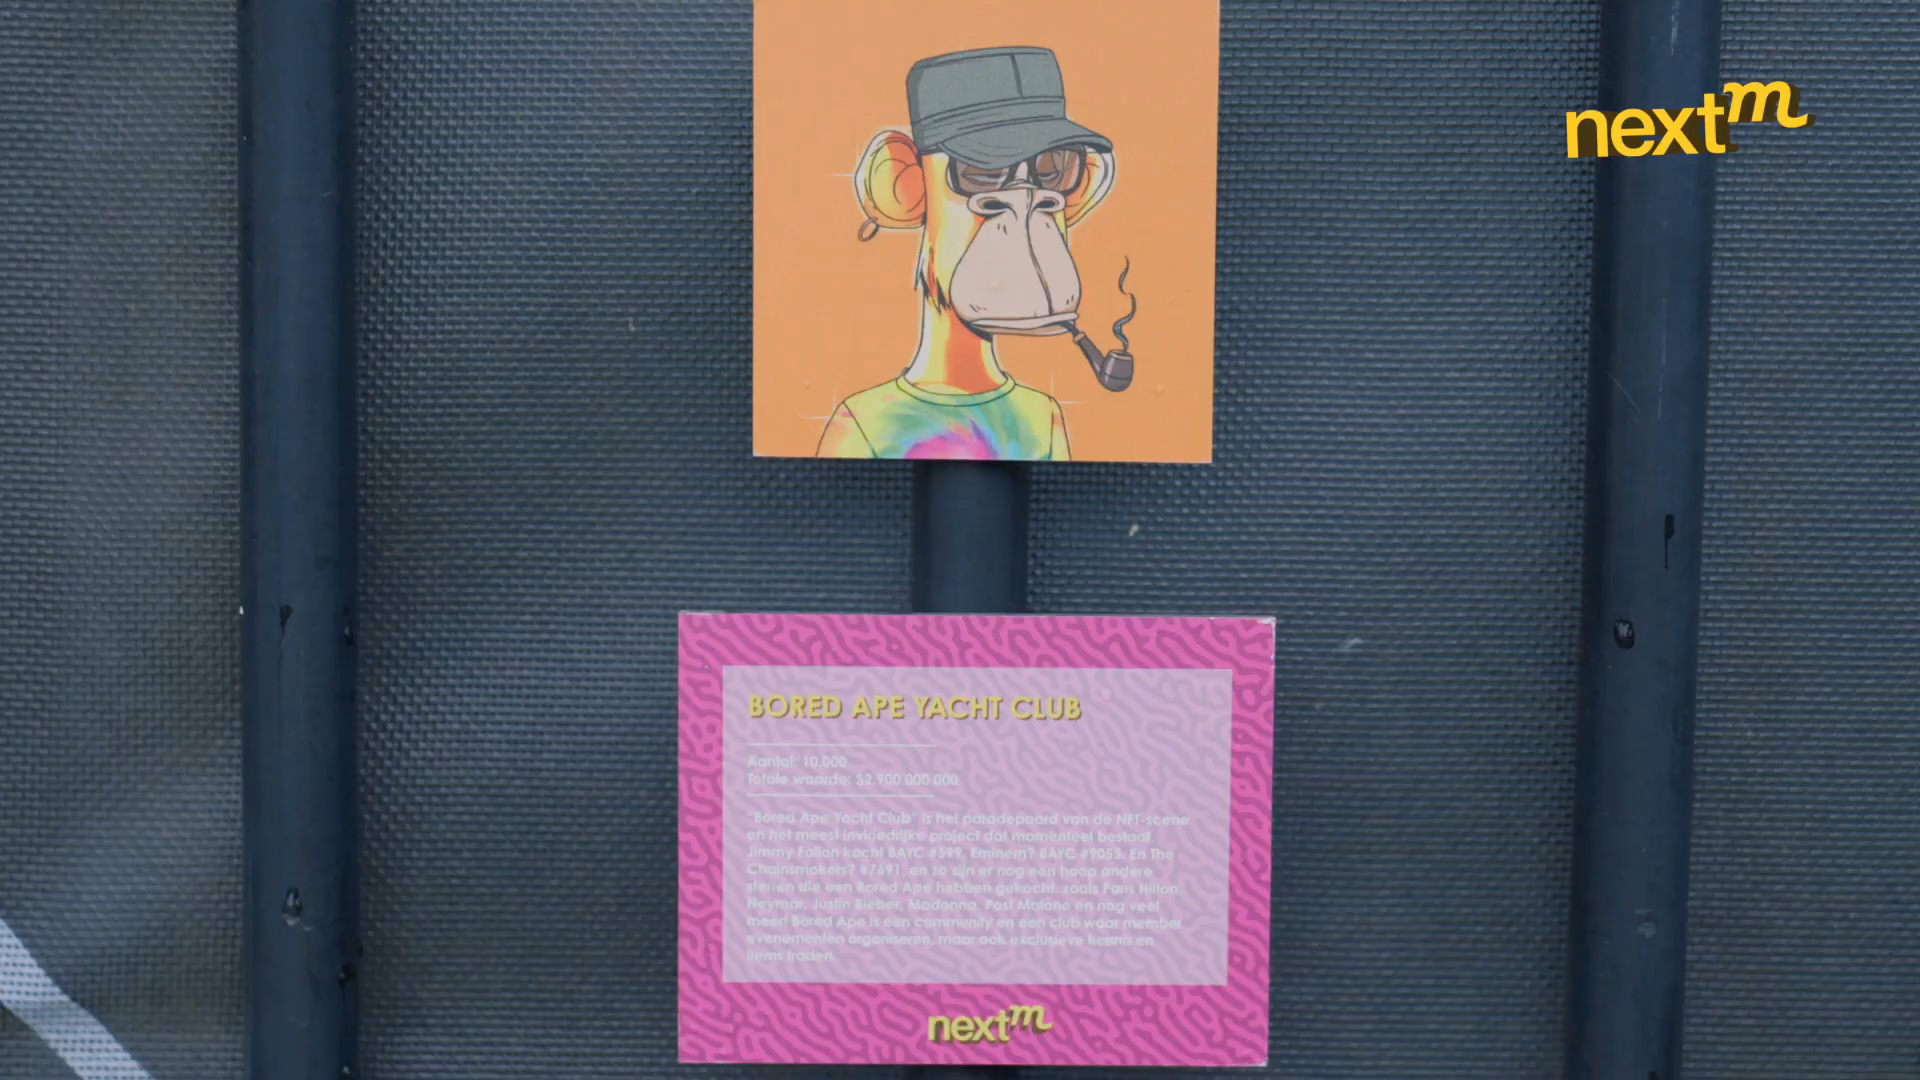 nextm
BORED APE YACHT CLUB
Aantal: 10.000
Totale waarde: $2.900.000.000
"Bored Ape Yacht Club" is het paradepaard van de NFT-scene
en het meest invloedrijke project dat momenteel bestaat.
Jimmy Fallon kocht BAYC #599, Eminem? BAYC #9055. En The
Chainsmokers? #7691, en zo zijn er nog een hoop andere
sterren die een Bored Ape hebben gekocht, zoals Paris Hilton,
Neymar, Justin Bieber, Madonna, Post Malone en nog veel
meer! Bored Ape is een community en een club waar member
evenementen organiseren, maar ook exclusieve kennis en
items traden.
nextm